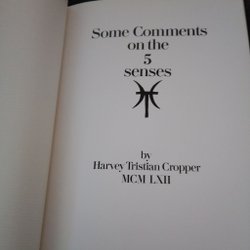 Some Comments
on the
5
senses
by
Harvey Tristian Cropper
MCM LXII